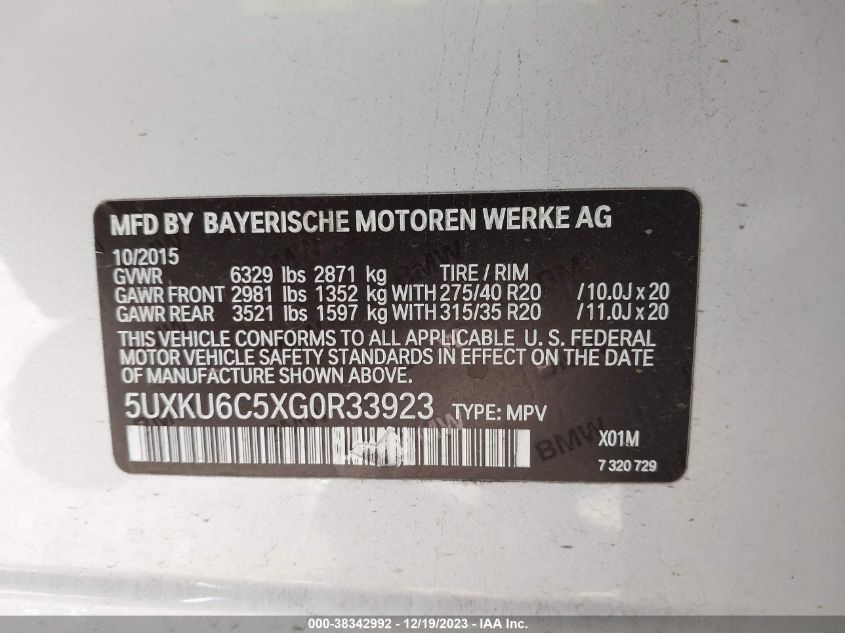 MFD BY BAYERISCHE MOTOREN WERKE AG
10/2015
GVWR 6329 lbs 2871 kg TIRE / RIM
GAWR FRONT 2981 lbs 1352 kg WITH 275/40 R20 / 10.0J x 20
GAWR REAR 3521 lbs 1597 kg WITH 315/35 R20 / 11.0J x 20
THIS VEHICLE CONFORMS TO ALL APPLICABLE U. S. FEDERAL
MOTOR VEHICLE SAFETY STANDARDS IN EFFECT ON THE DATE
OF MANUFACTURE SHOWN ABOVE.
5UXKU6C5XG0R33923 TYPE: MPV
BMW
X01M
7 320 729
000-38342992 - 12/19/2023 - IAA Inc.